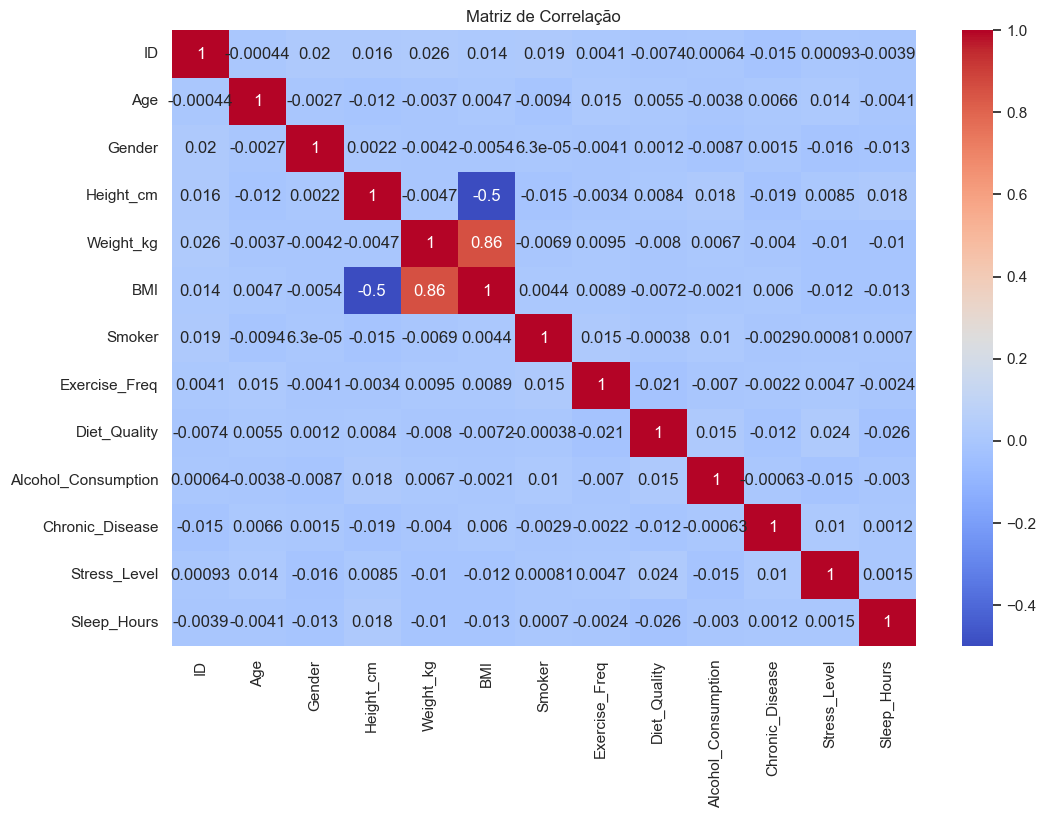 Matriz de Correlação
ID 1 -0.00044 0.02 0.016 0.026 0.014 0.019 0.0041 -0.0074 0.00064 -0.015 0.00093 -0.0039
Age -0.00044 1 -0.0027 -0.012 -0.0037 0.0047 -0.0094 0.015 0.0055 -0.0038 0.0066 0.014 -0.0041
Gender 0.02 -0.0027 1 0.0022 -0.0042 -0.0054 6.3e-05 -0.0041 0.0012 -0.0087 0.0015 -0.016 -0.013
Height_cm 0.016 -0.012 0.0022 1 -0.0047 -0.5 -0.015 -0.0034 0.0084 0.018 -0.019 0.0085 0.018
Weight_kg 0.026 -0.0037 -0.0042 -0.0047 1 0.86 -0.0069 0.0095 -0.008 0.0067 -0.004 -0.01 -0.01
BMI 0.014 0.0047 -0.0054 -0.5 0.86 1 0.0044 0.0089 -0.0072 -0.0021 0.006 -0.012 -0.013
Smoker 0.019 -0.0094 6.3e-05 -0.015 -0.0069 0.0044 1 0.015 -0.00038 0.01 -0.0029 0.00081 0.0007
Exercise_Freq 0.0041 0.015 -0.0041 -0.0034 0.0095 0.0089 0.015 1 -0.021 -0.007 -0.0022 0.0047 -0.0024
Diet_Quality -0.0074 0.0055 0.0012 0.0084 -0.008 -0.0072 -0.00038 -0.021 1 0.015 -0.012 0.024 -0.026
Alcohol_Consumption 0.00064 -0.0038 -0.0087 0.018 0.0067 -0.0021 0.01 -0.007 0.015 1 -0.00063 -0.015 -0.003
Chronic_Disease -0.015 0.0066 0.0015 -0.019 -0.004 0.006 -0.0029 -0.0022 -0.012 -0.00063 1 0.01 0.0012
Stress_Level 0.00093 0.014 -0.016 0.0085 -0.01 -0.012 0.00081 0.0047 0.024 -0.015 0.01 1 0.0015
Sleep_Hours -0.0039 -0.0041 -0.013 0.018 -0.01 -0.013 0.0007 -0.0024 -0.026 -0.003 0.0012 0.0015 1
ID Age Gender Height_cm Weight_kg BMI Smoker Exercise_Freq Diet_Quality Alcohol_Consumption Chronic_Disease Stress_Level Sleep_Hours
1.0
0.8
0.6
0.4
0.2
0.0
−0.2
−0.4